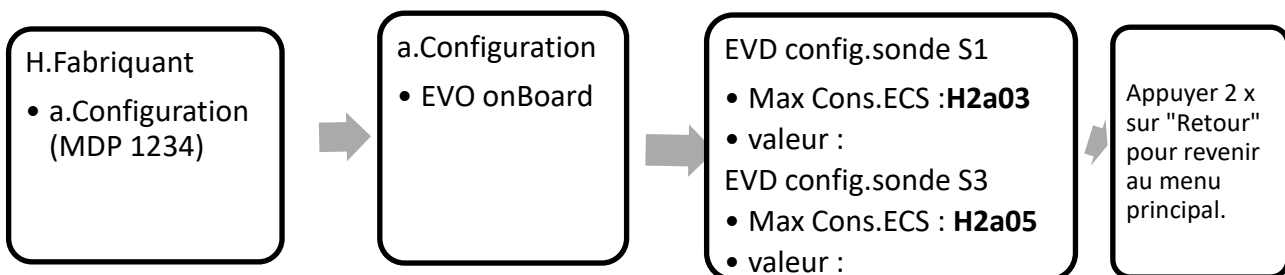 H.Fabriquant
• a.Configuration
(MDP 1234)
a.Configuration
• EVO onBoard
EVD config.sonde S1
• Max Cons.ECS :H2a03
• valeur :
EVD config.sonde S3
• Max Cons.ECS : H2a05
• valeur :
Appuyer 2 x
sur "Retour"
pour revenir
au menu
principal.